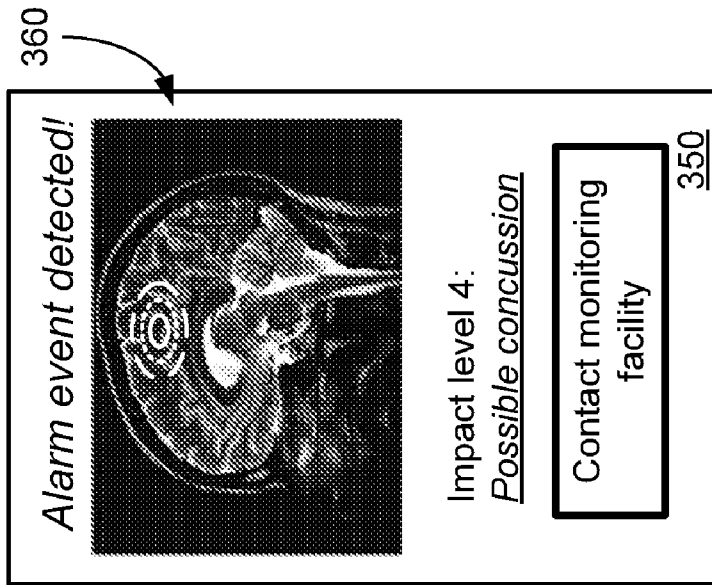 360
Alarm event detected!
Impact level 4:
Possible concussion
Contact monitoring
facility
350